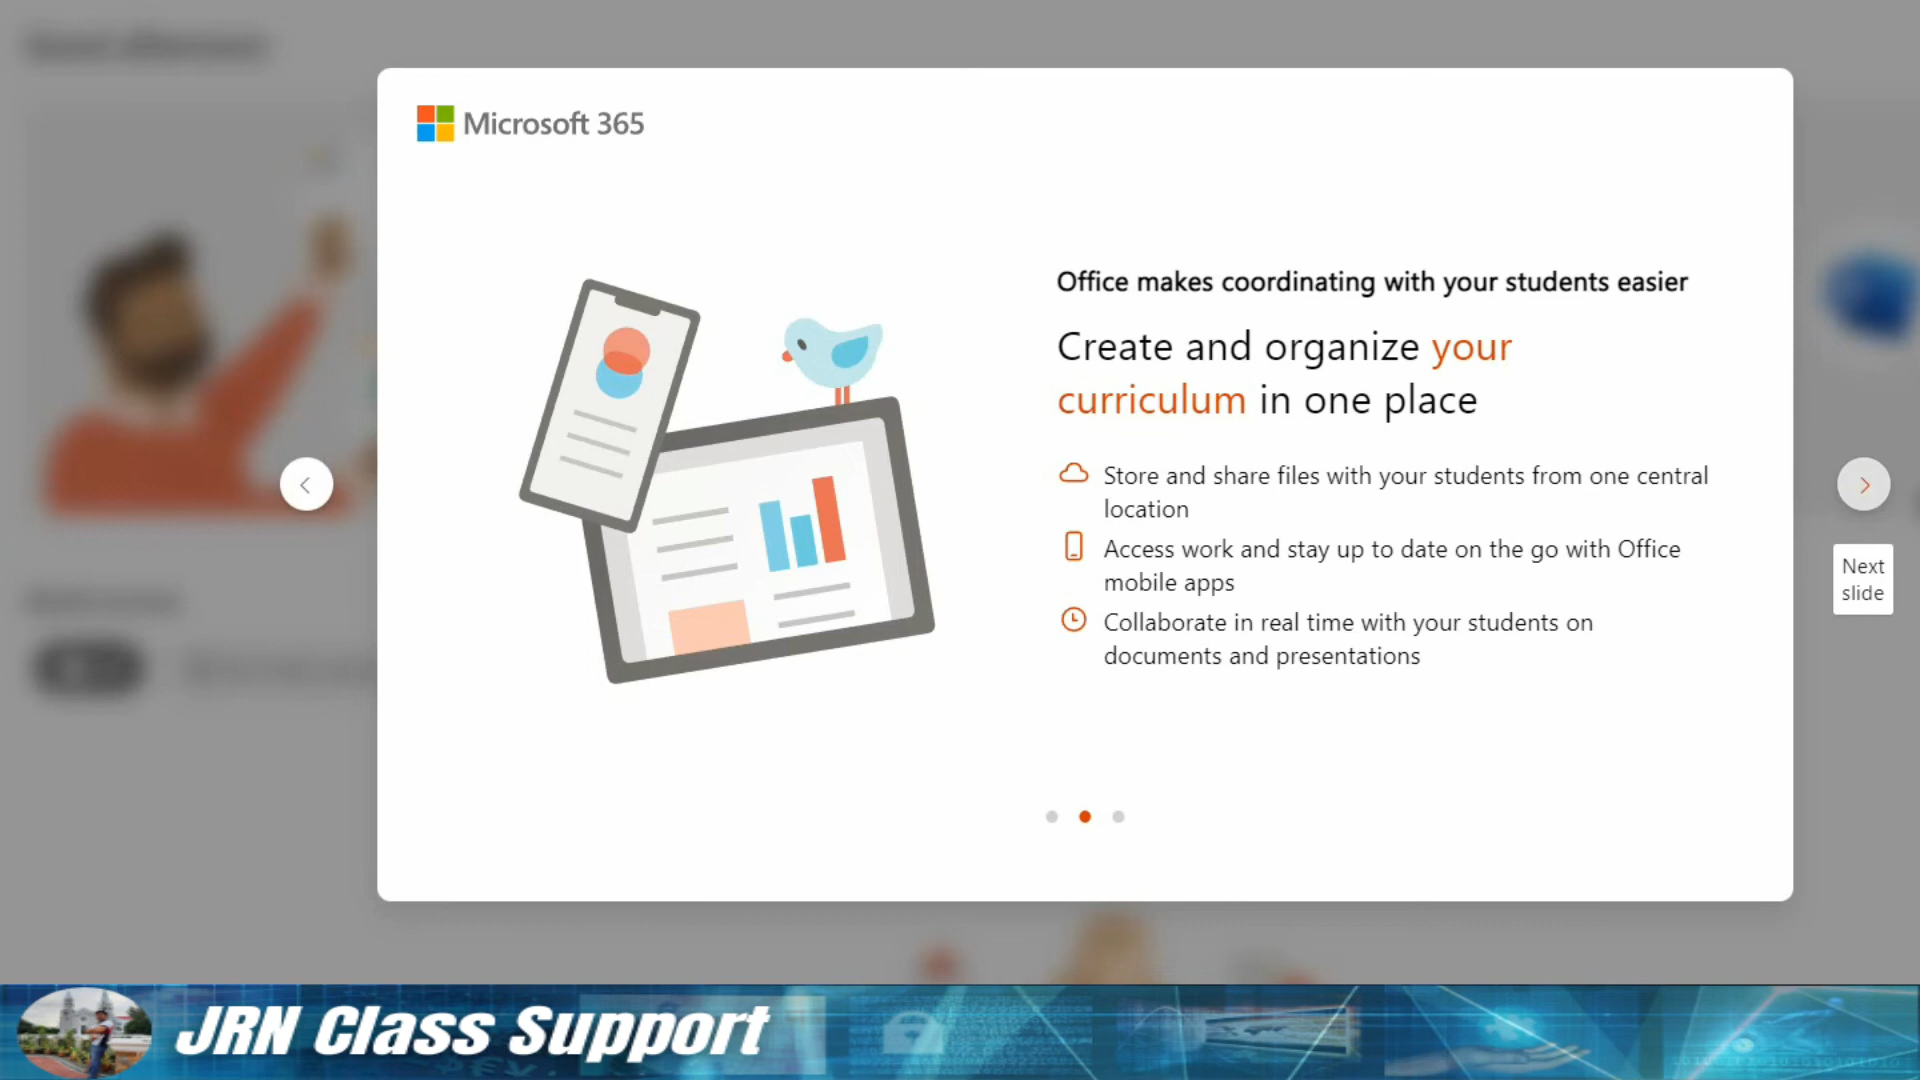 Microsoft 365
Office makes coordinating with your students easier
Create and organize your
curriculum in one place
Store and share files with your students from one central
location
Access work and stay up to date on the go with Office
mobile apps
Collaborate in real time with your students on
documents and presentations
Next
slide
JRN Class Support